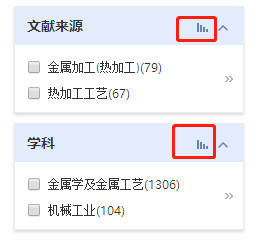 文献来源
金属加工(热加工)(79)
热加工工艺(67)
»
学科
金属学及金属工艺(1306)
机械工业(104)
»